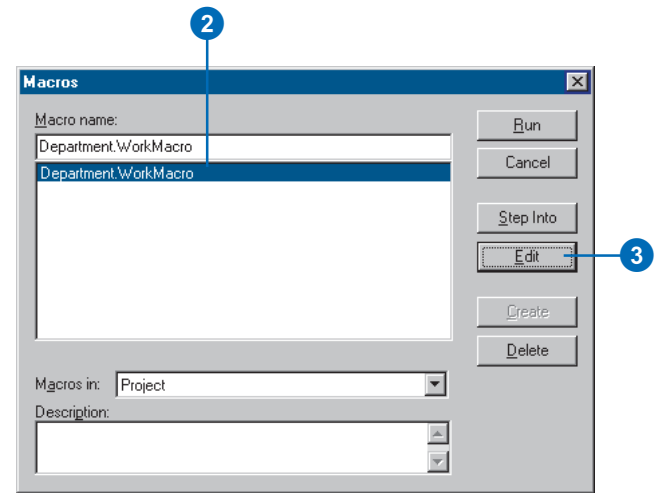 2
Macros
Macro name:
Department.WorkMacro
Department.WorkMacro
Run
Cancel
Step Into
Edit
3
Create
Delete
Macros in: Project
Description: